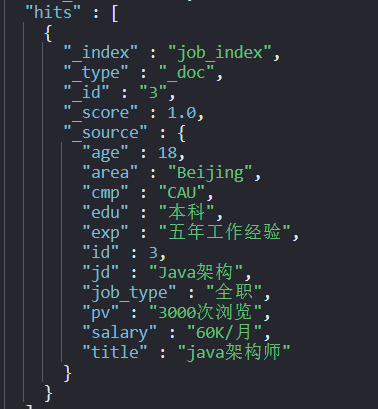 "hits" : [
{
"_index" : "job_index",
"_type" : "_doc",
"_id" : "3",
"_score" : 1.0,
"_source" : {
"age" : 18,
"area" : "Beijing",
"cmp" : "CAU",
"edu" : "本科",
"exp" : "五年工作经验",
"id" : 3,
"jd" : "Java架构",
"job_type" : "全职",
"pv" : "3000次浏览",
"salary" : "60K/月",
"title" : "java架构师"
}
}